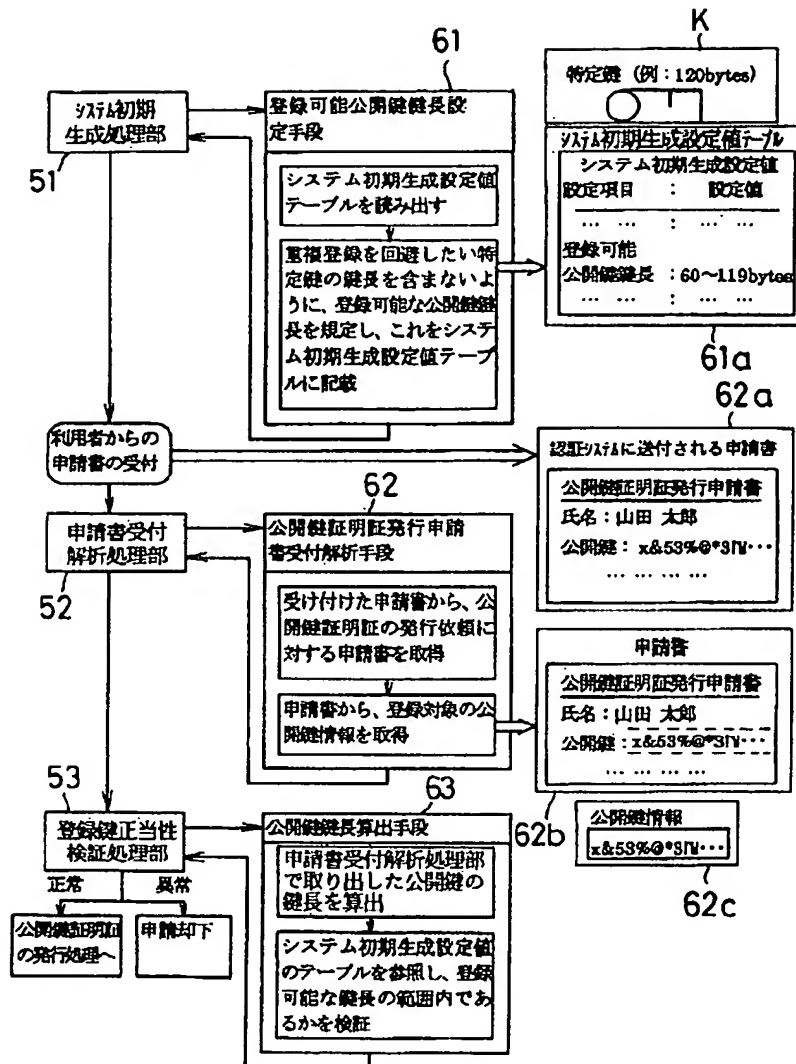 61
K
特定鍵 (例:120bytes)
システム初期
生成処理部
51
登録可能公開鍵鍵長設
定手段
システム初期生成設定値
テーブルを読み出す
重複登録を回避したい特
定鍵の鍵長を含まないよ
うに、登録可能な公開鍵鍵
長を規定し、これをシステ
ム初期生成設定値テーブ
ルに記載
システム初期生成設定値テーブル
システム初期生成設定値
設定項目 : 設定値
… … : … …
登録可能
公開鍵鍵長 :60〜119bytes
… … : … …
61a
62a
利用者からの
申請書の受付
認証システムに送付される申請書
公開鍵証明証発行申請書
氏名:山田 太郎
公開鍵: x&53%@*3「W…
… … … …
申請書受付
解析処理部
52
62
公開鍵証明証発行申請
書受付解析手段
受け付けた申請書から、公
開鍵証明証の発行依頼に
対する申請書を取得
申請書から、登録対象の公
開鍵情報を取得
申請書
公開鍵証明証発行申請書
氏名:山田 太郎
公開鍵:x&53%@*3「W…
… … … …
62b
公開鍵情報
x&53%@*3「W…
62c
53
登録鍵正当性
検証処理部
正常
異常
公開鍵証明証
の発行処理へ
申請却下
63
公開鍵鍵長算出手段
申請書受付解析処理部
で取り出した公開鍵の
鍵長を算出
システム初期生成設定値
のテーブルを参照し、登録
可能な鍵長の範囲内であ
るかを検証